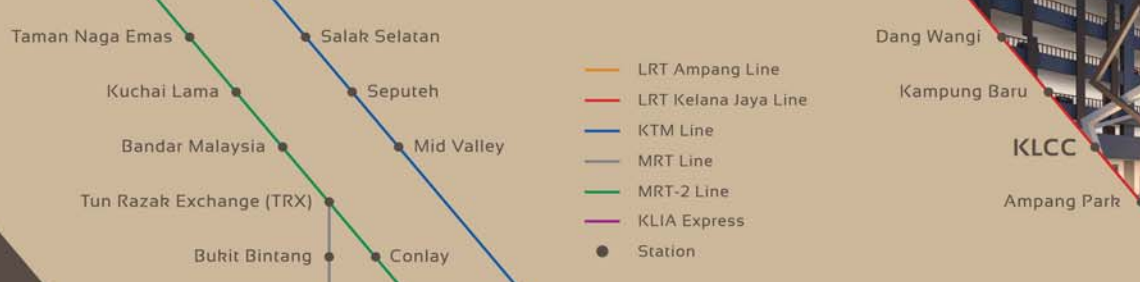 Taman Naga Emas
Salak Selatan
Kuchai Lama
Seputeh
Bandar Malaysia
Mid Valley
Tun Razak Exchange (TRX)
Bukit Bintang
Conlay
LRT Ampang Line
LRT Kelana Jaya Line
KTM Line
MRT Line
MRT-2 Line
KLIA Express
Station
Dang Wangi
Kampung Baru
KLCC
Ampang Park